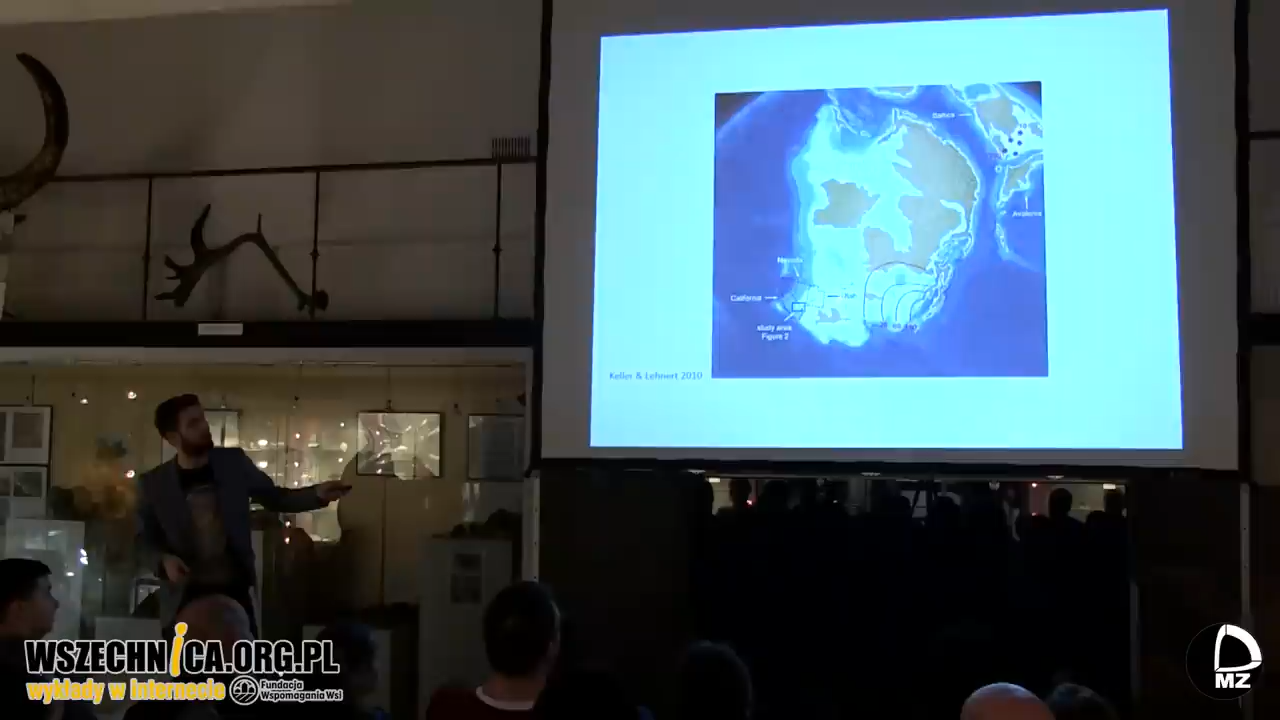 Baltica
Avalonia
Nevada
California
study area
Figure 2
Keller & Lehnert 2010
WSZECHNICA.ORG.PL
wykłady w internecie
Fundacja
Wspomagania Wsi
MZ